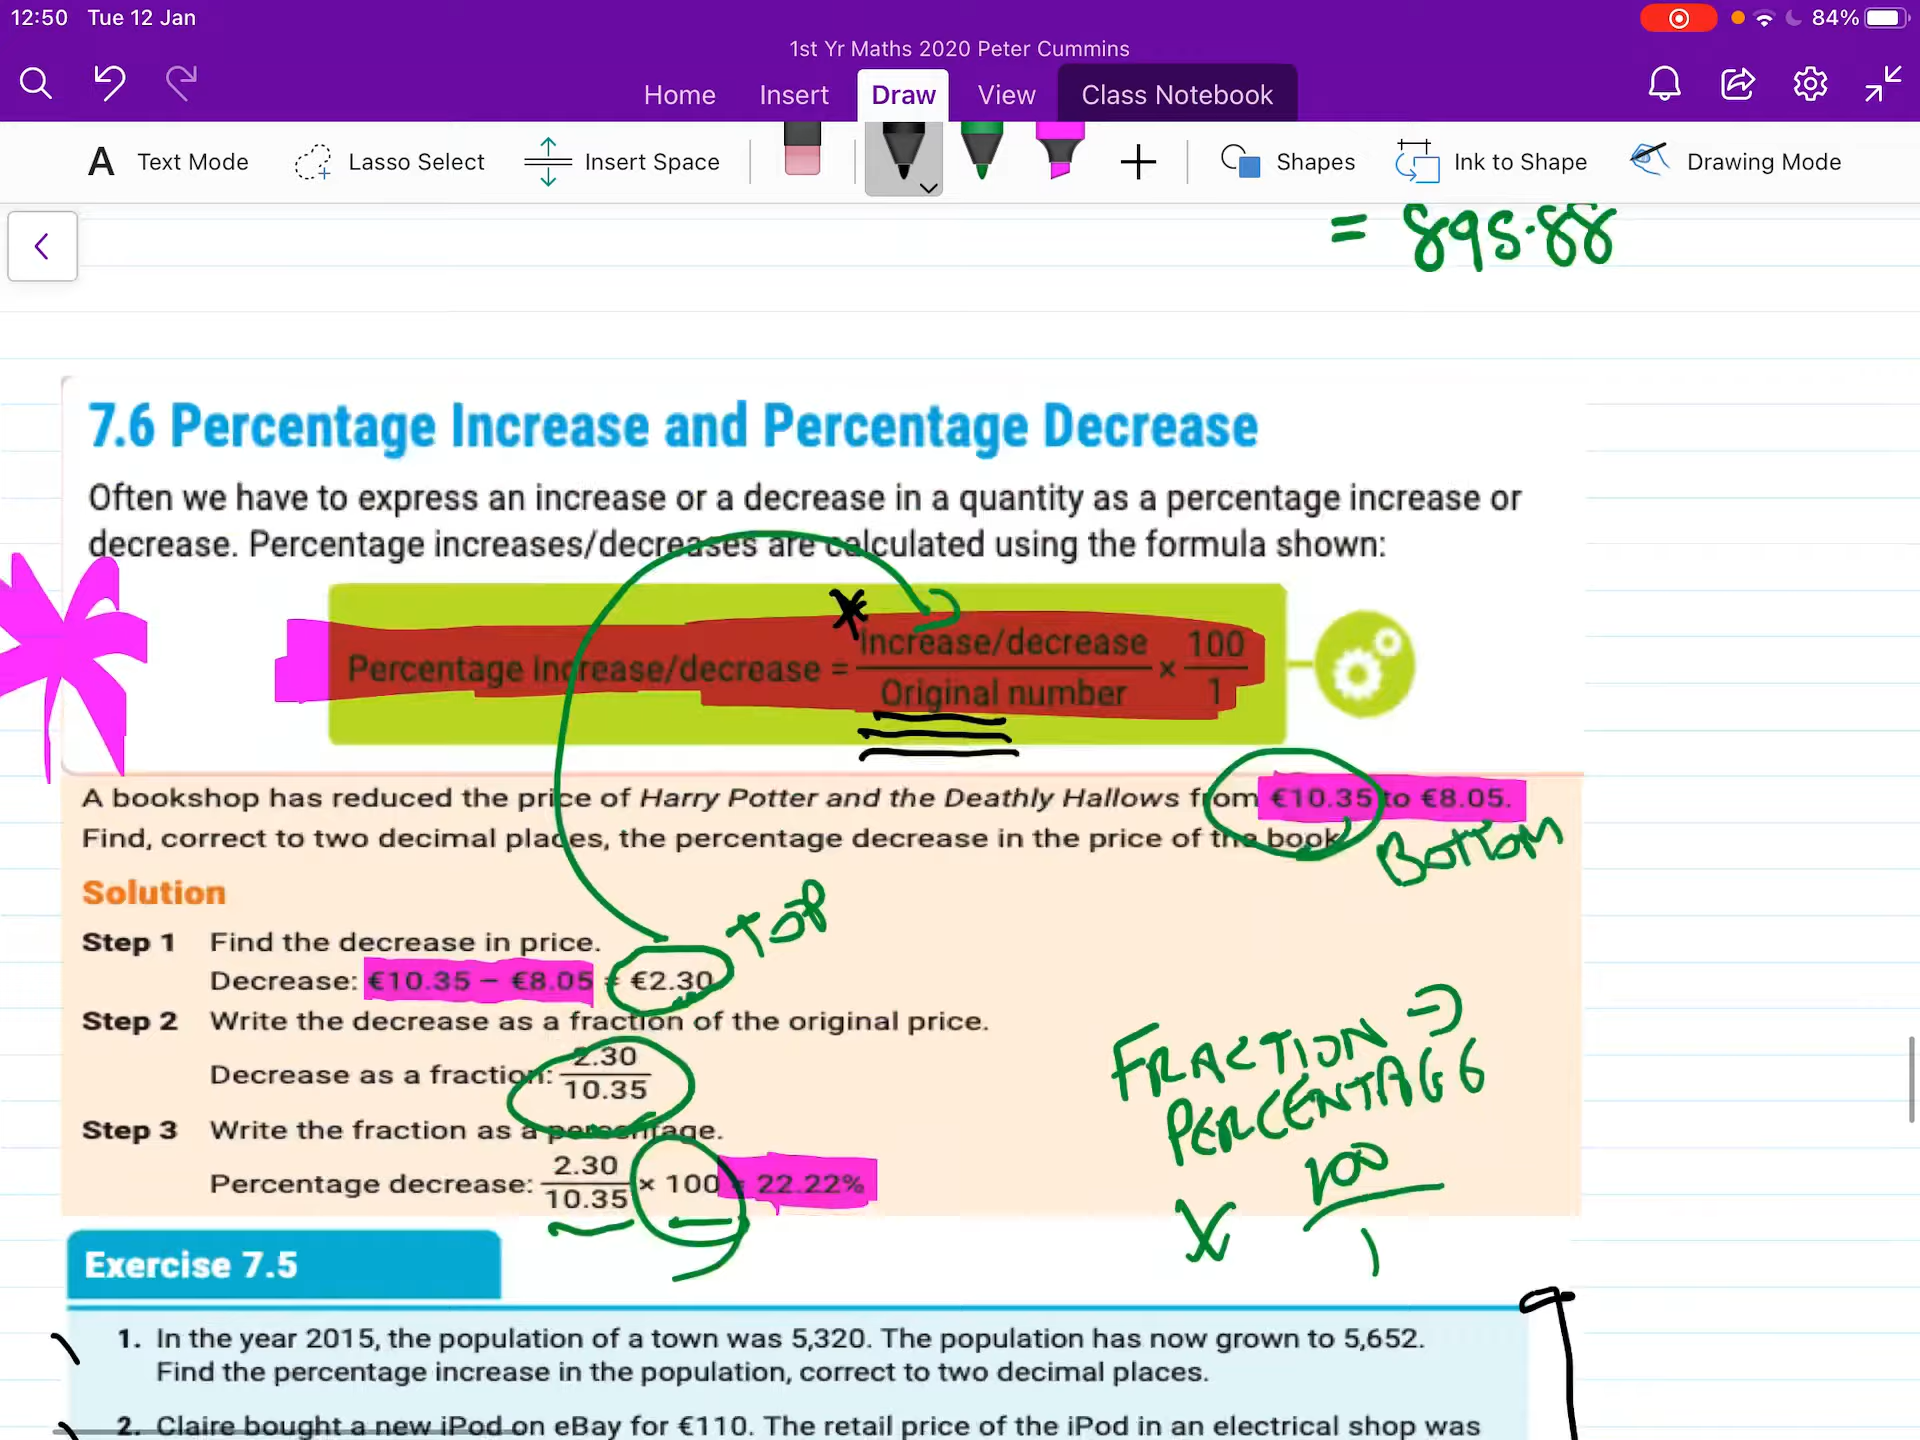 12:50 Tue 12 Jan
84%
1st Yr Maths 2020 Peter Cummins
Home Insert Draw View Class Notebook
A Text Mode Lasso Select Insert Space Shapes Ink to Shape Drawing Mode
= 895.88
7.6 Percentage Increase and Percentage Decrease
Often we have to express an increase or a decrease in a quantity as a percentage increase or
decrease. Percentage increases/decreases are calculated using the formula shown:
Percentage Increase/decrease = Increase/decrease / Original number × 100 / 1
A bookshop has reduced the price of Harry Potter and the Deathly Hallows from €10.35 to €8.05.
Find, correct to two decimal places, the percentage decrease in the price of the book.
BOTTOM
Solution
TOP
Step 1 Find the decrease in price.
Decrease: €10.35 – €8.05 = €2.30
Step 2 Write the decrease as a fraction of the original price.
Decrease as a fraction: 2.30 / 10.35
FRACTION →
PERCENTAGE
× 100 / 1
Step 3 Write the fraction as a percentage.
Percentage decrease: 2.30 / 10.35 × 100 = 22.22%
Exercise 7.5
1. In the year 2015, the population of a town was 5,320. The population has now grown to 5,652.
Find the percentage increase in the population, correct to two decimal places.
2. Claire bought a new iPod on eBay for €110. The retail price of the iPod in an electrical shop was